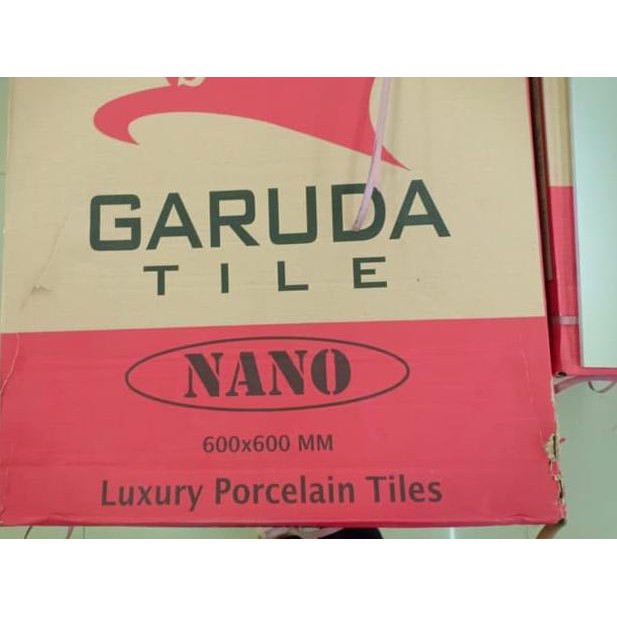 GARUDA
TILE
NANO
600x600 MM
Luxury Porcelain Tiles